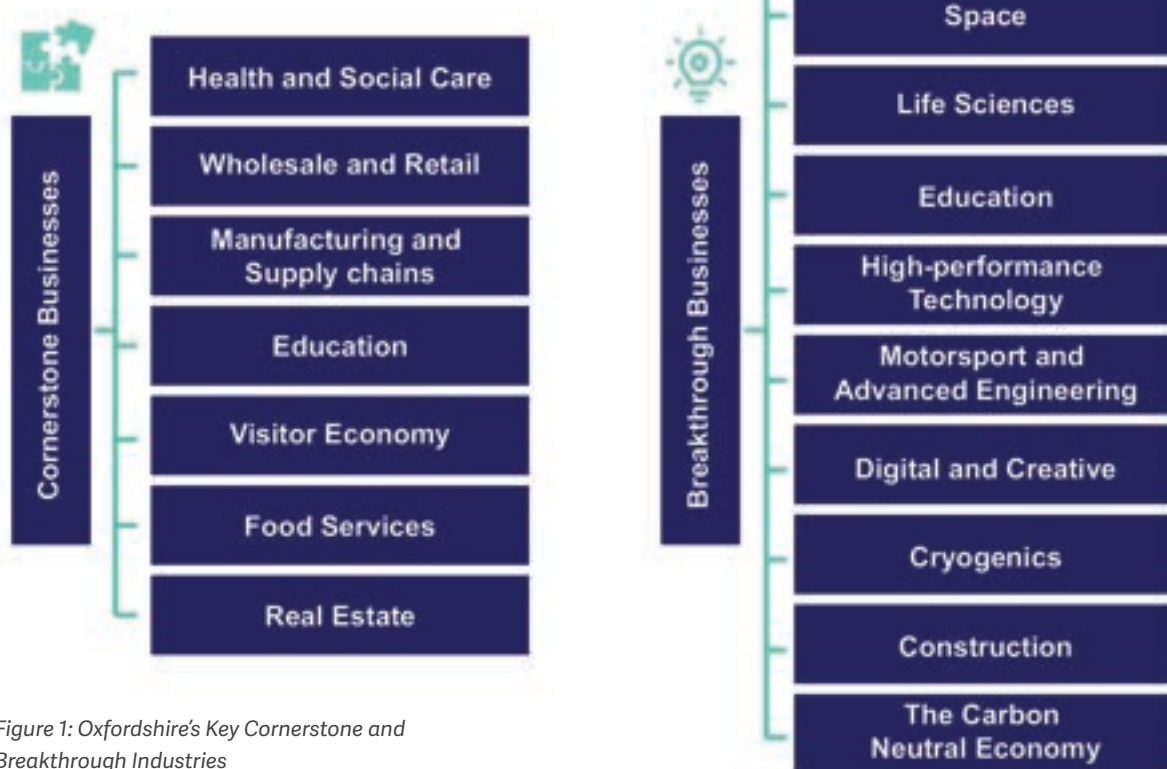 Cornerstone Businesses
Health and Social Care
Wholesale and Retail
Manufacturing and
Supply chains
Education
Visitor Economy
Food Services
Real Estate
Breakthrough Businesses
Space
Life Sciences
Education
High-performance
Technology
Motorsport and
Advanced Engineering
Digital and Creative
Cryogenics
Construction
The Carbon
Neutral Economy
Figure 1: Oxfordshire's Key Cornerstone and
Breakthrough Industries